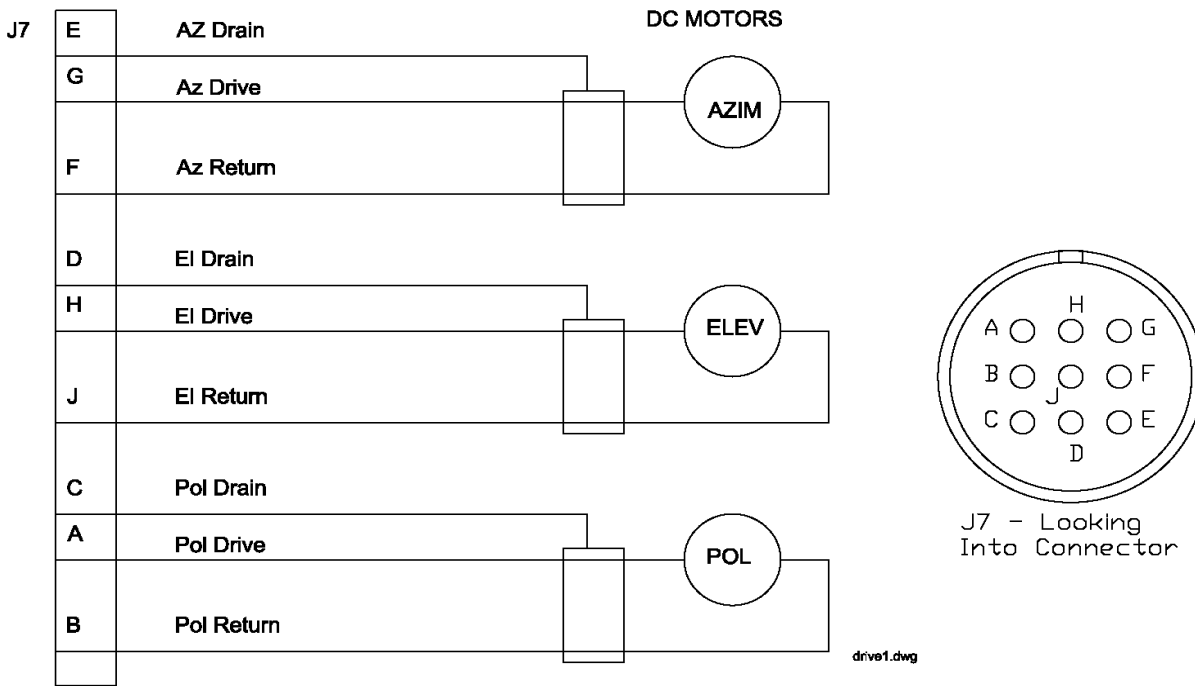 J7
DC MOTORS
E AZ Drain
G Az Drive
AZIM
F Az Return
D El Drain
H El Drive
ELEV
J El Return
C Pol Drain
A Pol Drive
POL
B Pol Return
drive1.dwg
H
A G
B F
J
C E
D
J7 - Looking
Into Connector